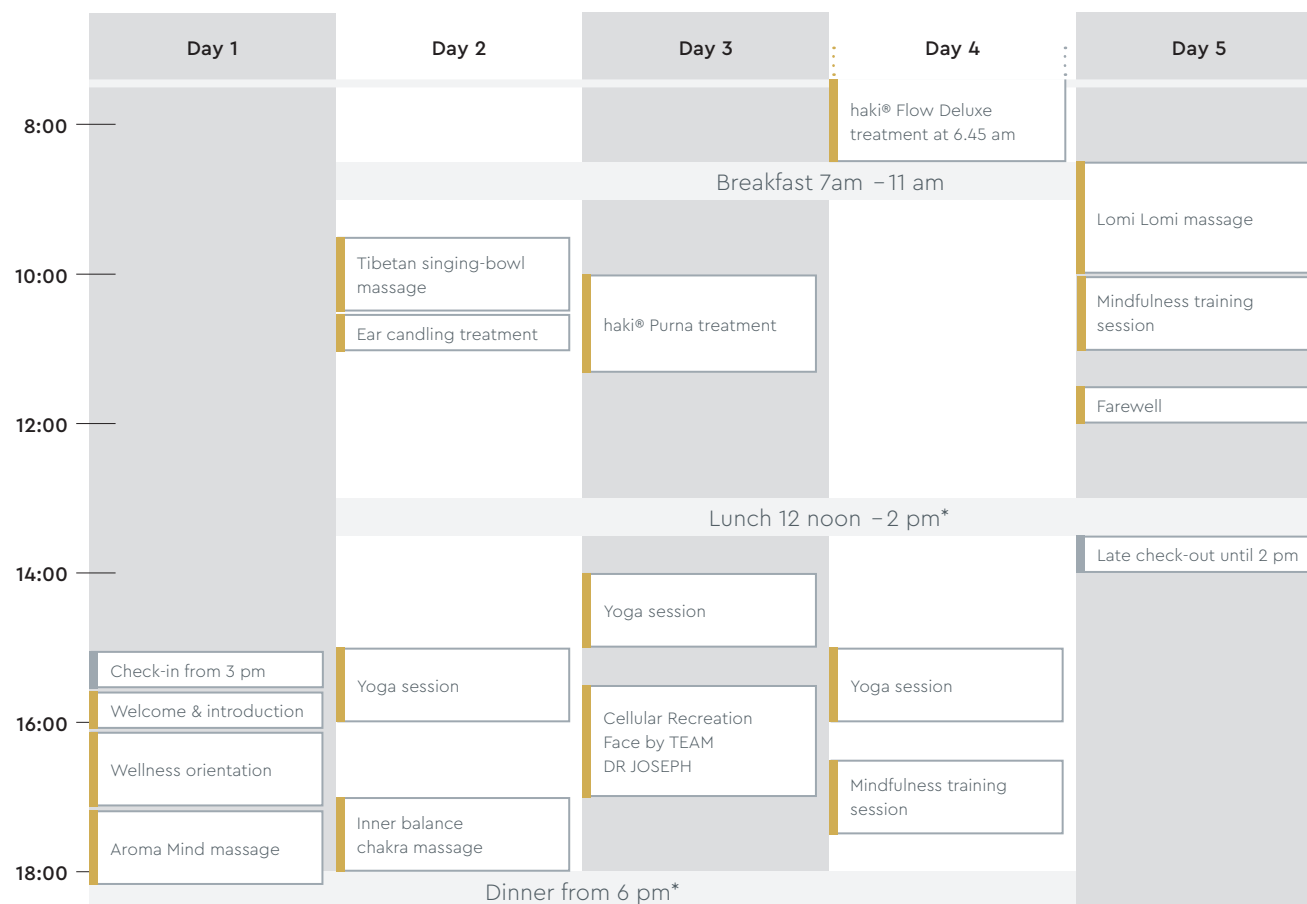 Day 1
Day 2
Day 3
Day 4
Day 5
8:00
10:00
12:00
14:00
16:00
18:00
Check-in from 3 pm
Welcome & introduction
Wellness orientation
Aroma Mind massage
Tibetan singing-bowl
massage
Ear candling treatment
Yoga session
Inner balance
chakra massage
haki® Purna treatment
Yoga session
Cellular Recreation
Face by TEAM
DR JOSEPH
haki® Flow Deluxe
treatment at 6.45 am
Yoga session
Mindfulness training
session
Lomi Lomi massage
Mindfulness training
session
Farewell
Late check-out until 2 pm
Breakfast 7am – 11 am
Lunch 12 noon – 2 pm*
Dinner from 6 pm*